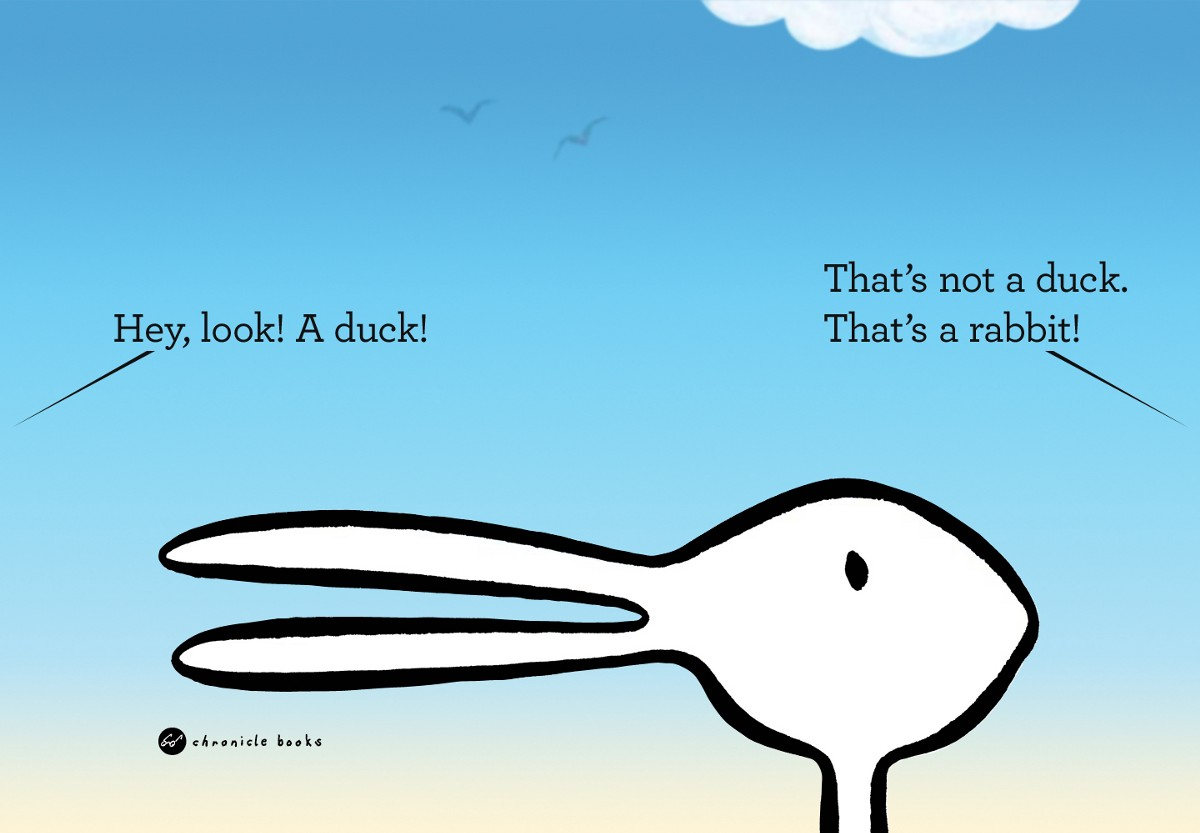 Hey, look! A duck!
That’s not a duck.
That’s a rabbit!
chronicle books